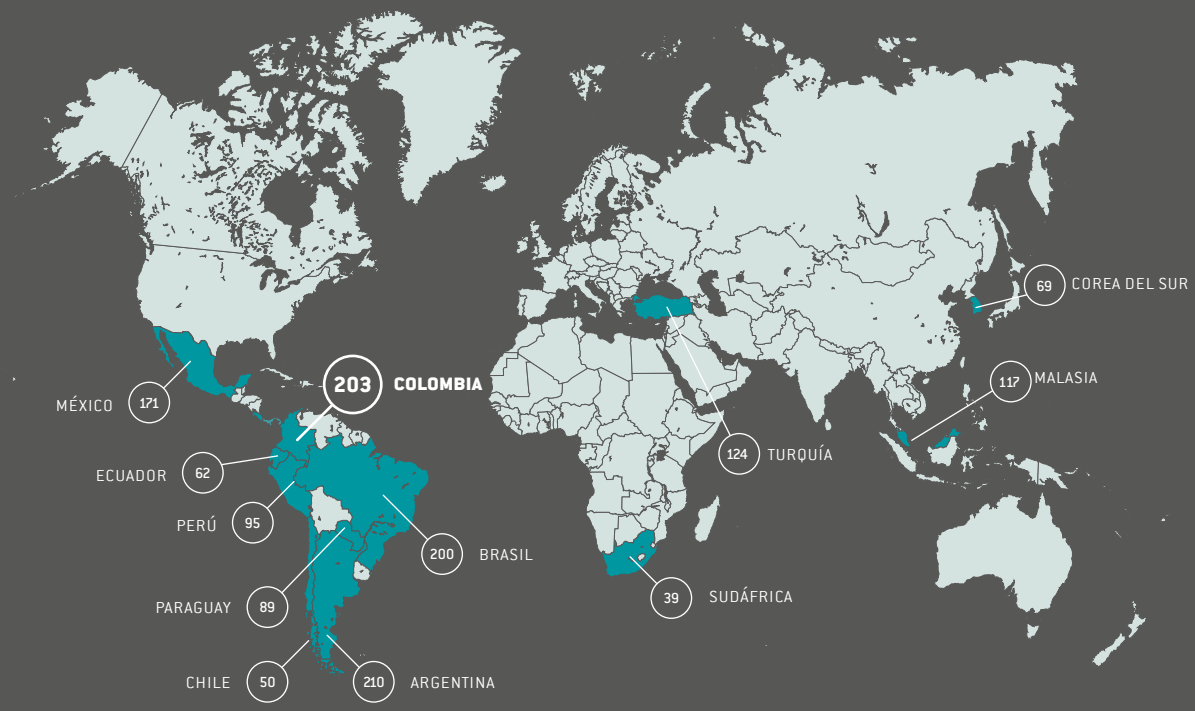 69 COREA DEL SUR
117 MALASIA
203 COLOMBIA
MÉXICO 171
124 TURQUÍA
ECUADOR 62
PERÚ 95
200 BRASIL
39 SUDÁFRICA
PARAGUAY 89
CHILE 50
210 ARGENTINA